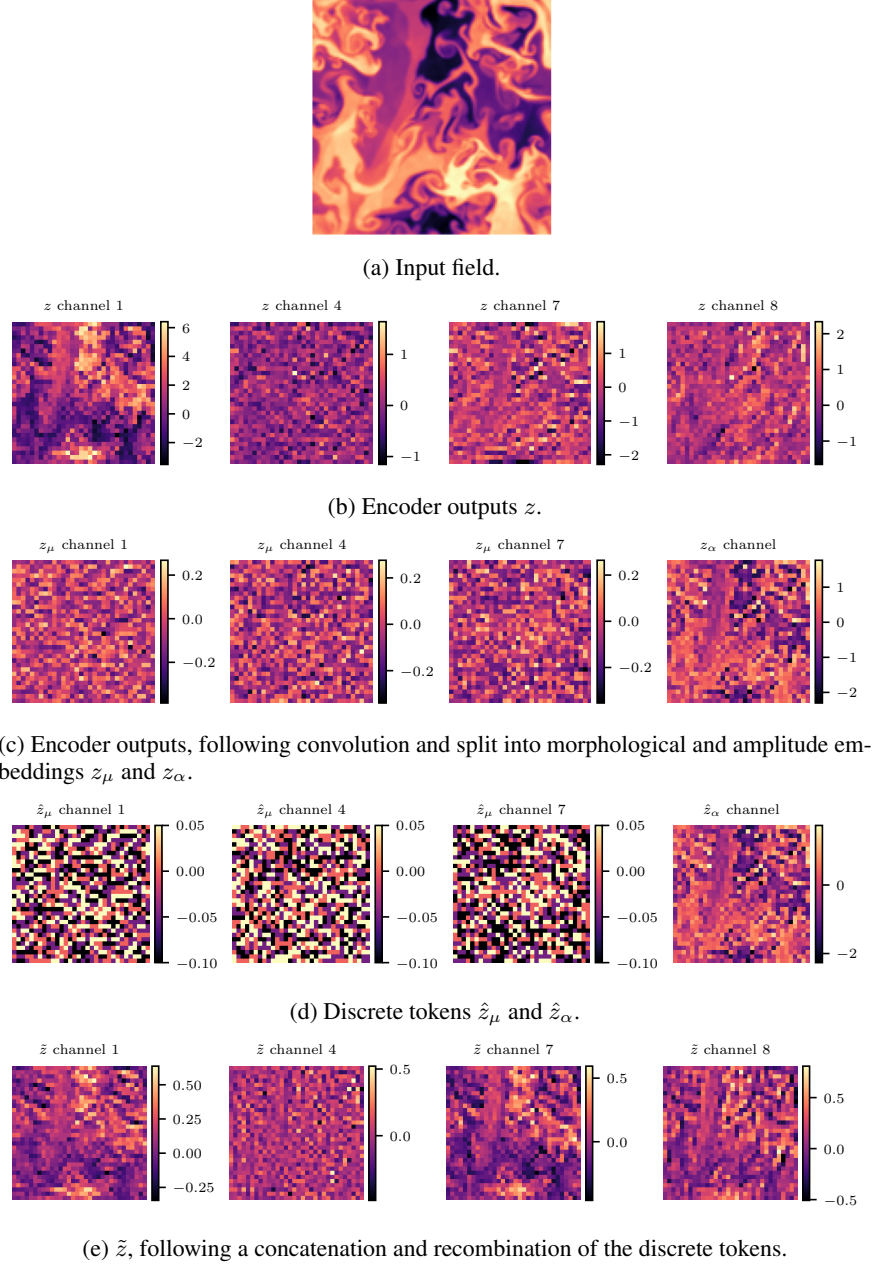 (a) Input field.
z channel 1
z channel 4
z channel 7
z channel 8
6
4
2
0
−2
1
0
−1
1
0
−1
−2
2
1
0
−1
(b) Encoder outputs z.
z_μ channel 1
z_μ channel 4
z_μ channel 7
z_α channel
0.2
0.0
−0.2
0.2
0.0
−0.2
0.2
0.0
−0.2
1
0
−1
−2
(c) Encoder outputs, following convolution and split into morphological and amplitude em-
beddings z_μ and z_α.
ẑ_μ channel 1
ẑ_μ channel 4
ẑ_μ channel 7
ẑ_α channel
0.05
0.00
−0.05
−0.10
0.05
0.00
−0.05
−0.10
0.05
0.00
−0.05
−0.10
0
−2
(d) Discrete tokens ẑ_μ and ẑ_α.
z̃ channel 1
z̃ channel 4
z̃ channel 7
z̃ channel 8
0.50
0.25
0.00
−0.25
0.5
0.0
0.5
0.0
0.5
0.0
−0.5
(e) z̃, following a concatenation and recombination of the discrete tokens.